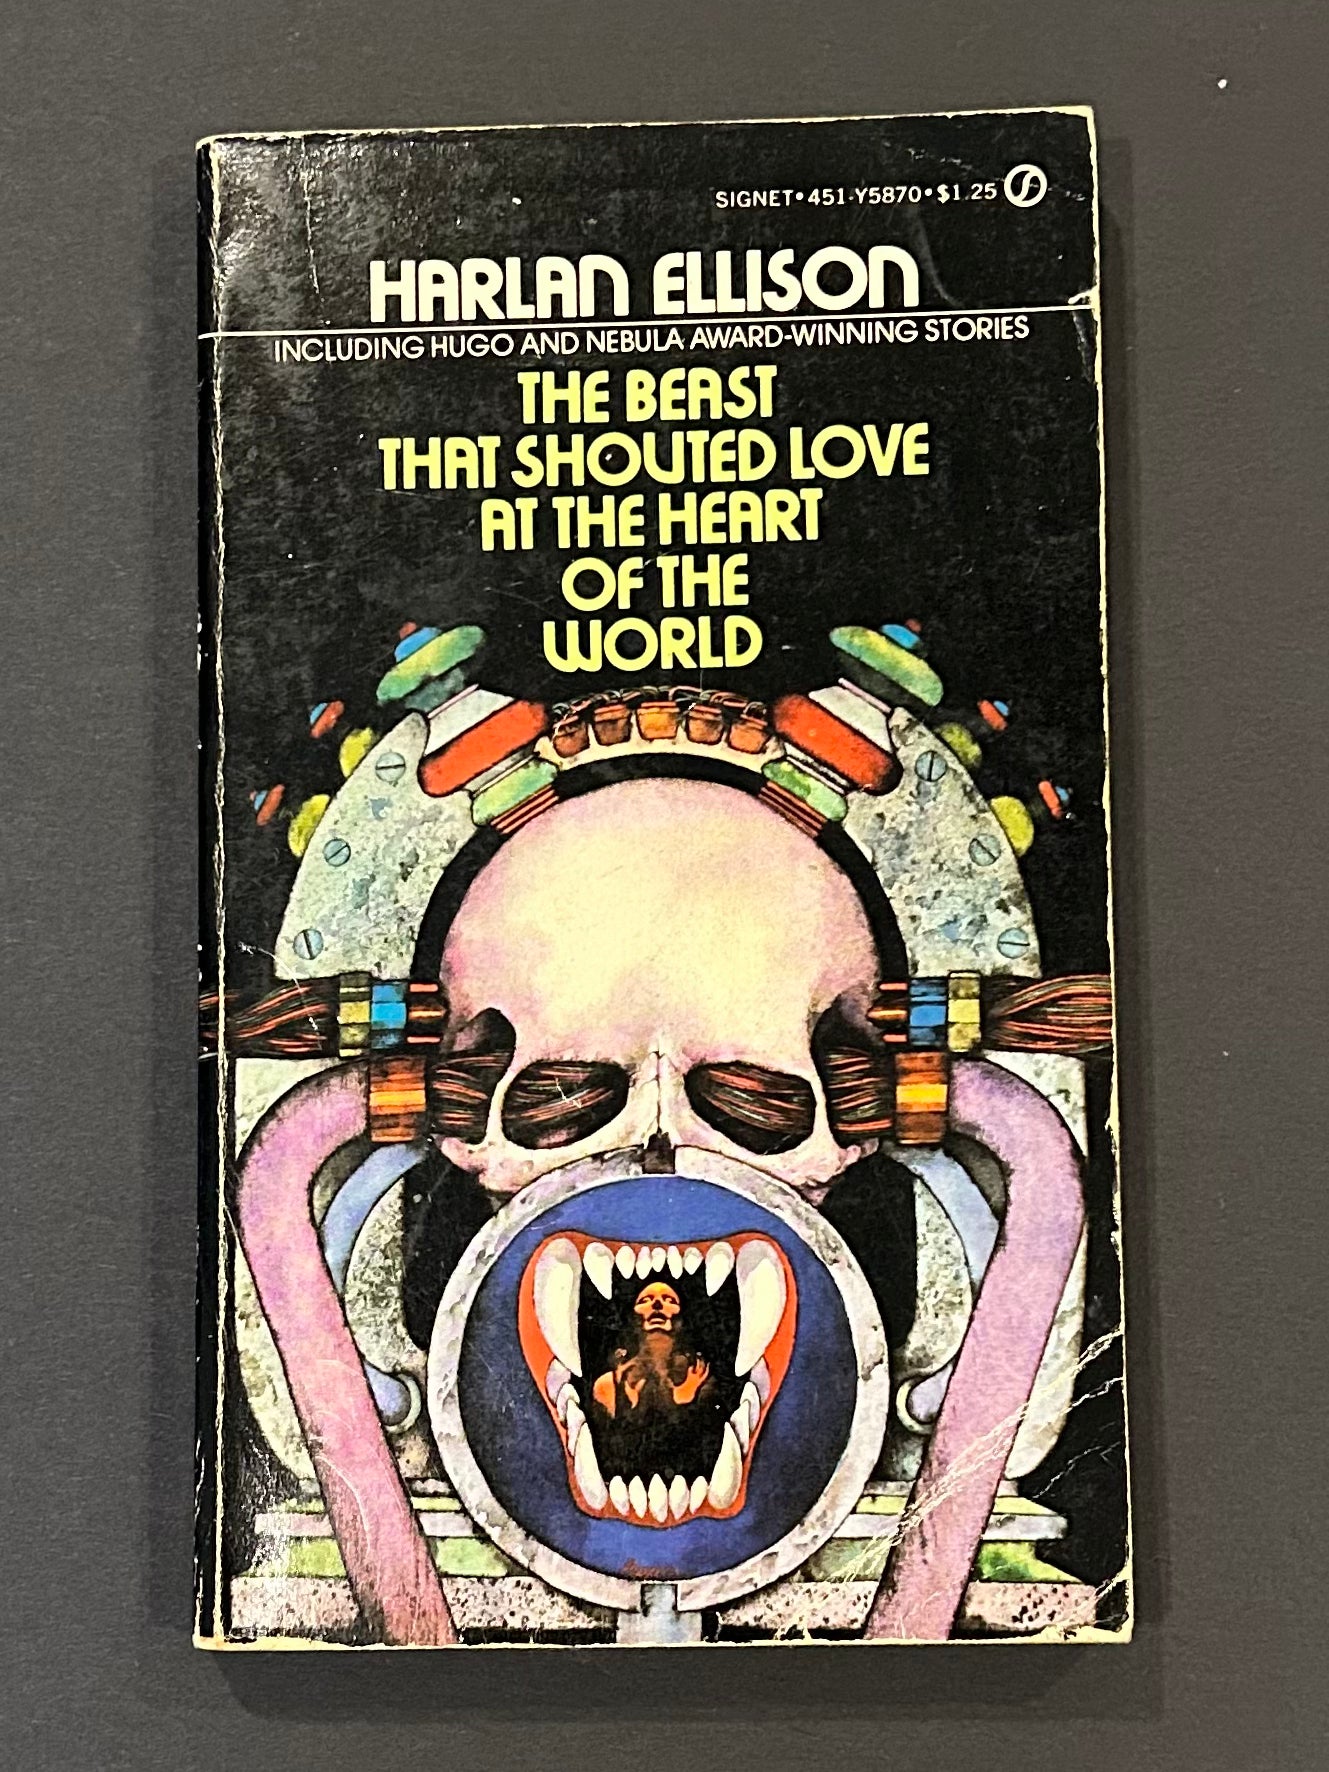 SIGNET • 451-Y5870 • $1.25
HARLAN ELLISON
INCLUDING HUGO AND NEBULA AWARD-WINNING STORIES
THE BEAST
THAT SHOUTED LOVE
AT THE HEART
OF THE
WORLD